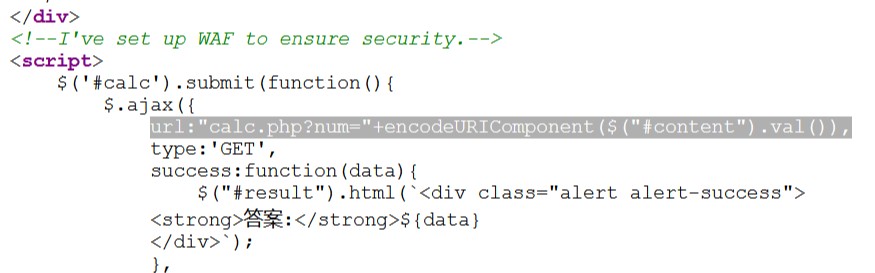 </div>
<!--I've set up WAF to ensure security.-->
<script>
    $('#calc').submit(function(){
        $.ajax({
            url:"calc.php?num="+encodeURIComponent($("#content").val()),
            type:'GET',
            success:function(data){
                $("#result").html(`<div class="alert alert-success">
            <strong>答案:</strong>${data}
            </div>`);
            },